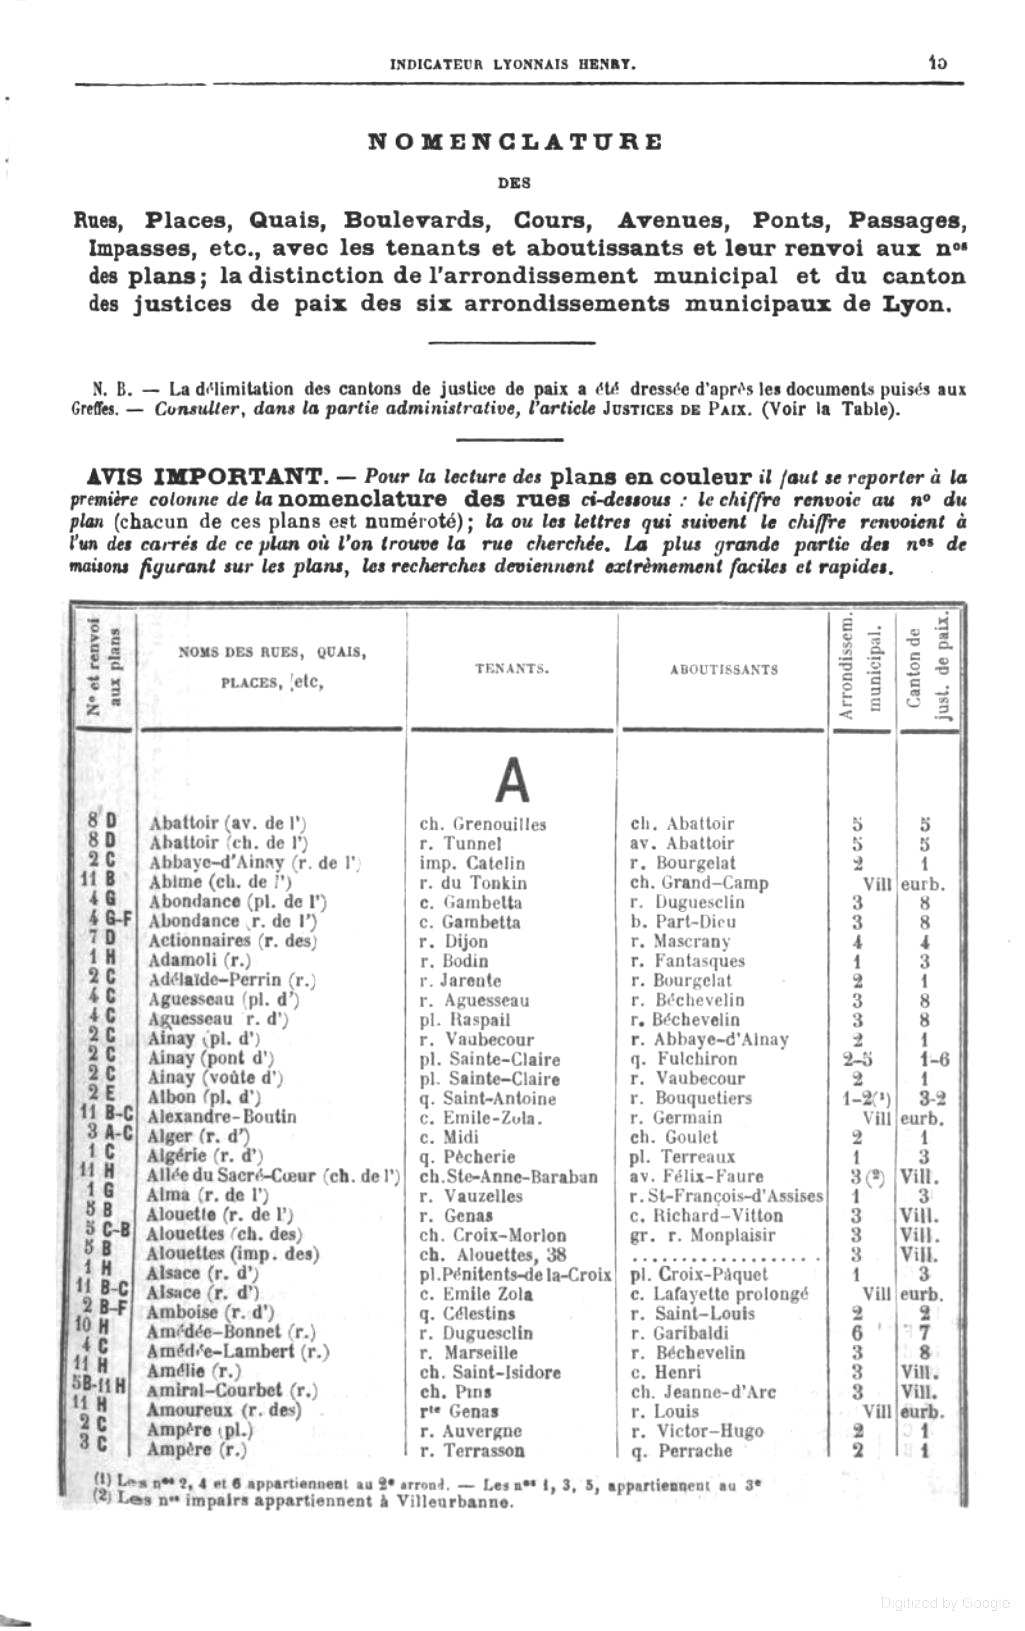 INDICATEUR LYONNAIS HENRY. 15
NOMENCLATURE
DES
Rues, Places, Quais, Boulevards, Cours, Avenues, Ponts, Passages,
Impasses, etc., avec les tenants et aboutissants et leur renvoi aux nos
des plans; la distinction de l'arrondissement municipal et du canton
des justices de paix des six arrondissements municipaux de Lyon.
N. B. — La délimitation des cantons de justice de paix a été dressée d'après les documents puisés aux
Greffes. — Consulter, dans la partie administrative, l'article JUSTICES DE PAIX. (Voir la Table).
AVIS IMPORTANT. — Pour la lecture des plans en couleur il faut se reporter à la
première colonne de la nomenclature des rues ci-dessous : le chiffre renvoie au no du
plan (chacun de ces plans est numéroté); la ou les lettres qui suivent le chiffre renvoient à
l'un des carrés de ce plan où l'on trouve la rue cherchée. La plus grande partie des nos de
maisons figurant sur les plans, les recherches deviennent extrèmement faciles et rapides.
No et renvoi aux plans | NOMS DES RUES, QUAIS, PLACES, etc, | TENANTS. | ABOUTISSANTS | Arrondissem. municipal. | Canton de just. de paix.
A
8 D Abattoir (av. de l') ch. Grenouilles ch. Abattoir 5 5
8 D Abattoir (ch. de l') r. Tunnel av. Abattoir 5 5
2 C Abbaye-d'Ainay (r. de l') imp. Catelin r. Bourgelat 2 1
11 B Abime (ch. de l') r. du Tonkin ch. Grand-Camp Villeurb.
4 G Abondance (pl. de l') c. Gambetta r. Duguesclin 3 8
4 G-F Abondance (r. de l') c. Gambetta b. Part-Dieu 3 8
7 D Actionnaires (r. des) r. Dijon r. Mascrany 4 4
1 H Adamoli (r.) r. Bodin r. Fantasques 1 3
2 C Adélaïde-Perrin (r.) r. Jarente r. Bourgelat 2 1
4 C Aguesseau (pl. d') r. Aguesseau r. Béchevelin 3 8
4 C Aguesseau r. d') pl. Raspail r. Béchevelin 3 8
2 C Ainay (pl. d') r. Vaubecour r. Abbaye-d'Ainay 2 1
2 C Ainay (pont d') pl. Sainte-Claire q. Fulchiron 2-5 1-6
2 C Ainay (voûte d') pl. Sainte-Claire r. Vaubecour 2 1
2 E Albon (pl. d') q. Saint-Antoine r. Bouquetiers 1-2(1) 3-2
11 B-C Alexandre-Boutin c. Emile-Zola. r. Germain Villeurb.
3 A-C Alger (r. d') c. Midi ch. Goulet 2 1
1 C Algérie (r. d') q. Pêcherie pl. Terreaux 1 3
11 H Allée du Sacré-Cœur (ch. de l') ch. Ste-Anne-Baraban av. Félix-Faure 3 (2) Vill.
1 G Alma (r. de l') r. Vauzelles r. St-François-d'Assises 1 3
5 B Alouette (r. de l') r. Genas c. Richard-Vitton 3 Vill.
5 C-B Alouettes (ch. des) ch. Croix-Morlon gr. r. Monplaisir 3 Vill.
5 B Alouettes (imp. des) ch. Alouettes, 38 .................. 3 Vill.
1 H Alsace (r. d') pl. Pénitents-de la-Croix pl. Croix-Pâquet 1 3
11 B-C Alsace (r. d') c. Emile Zola c. Lafayette prolongé Villeurb.
2 B-F Amboise (r. d') q. Célestins r. Saint-Louis 2 2
10 H Amédée-Bonnet (r.) r. Duguesclin r. Garibaldi 6 7
4 C Amédée-Lambert (r.) r. Marseille r. Béchevelin 3 8
11 H Amélie (r.) ch. Saint-Isidore c. Henri 3 Vill.
5B-11 H Amiral-Courbet (r.) ch. Pins ch. Jeanne-d'Arc 3 Vill.
11 H Amoureux (r. des) rte Genas r. Louis Villeurb.
2 C Ampère (pl.) r. Auvergne r. Victor-Hugo 2 1
3 C Ampère (r.) r. Terrasson q. Perrache 2 1
(1) Les nos 2, 4 et 6 appartiennent au 2e arrond. — Les nos 1, 3, 5, appartiennent au 3e
(2) Les nos impairs appartiennent à Villeurbanne.
Digitized by Google